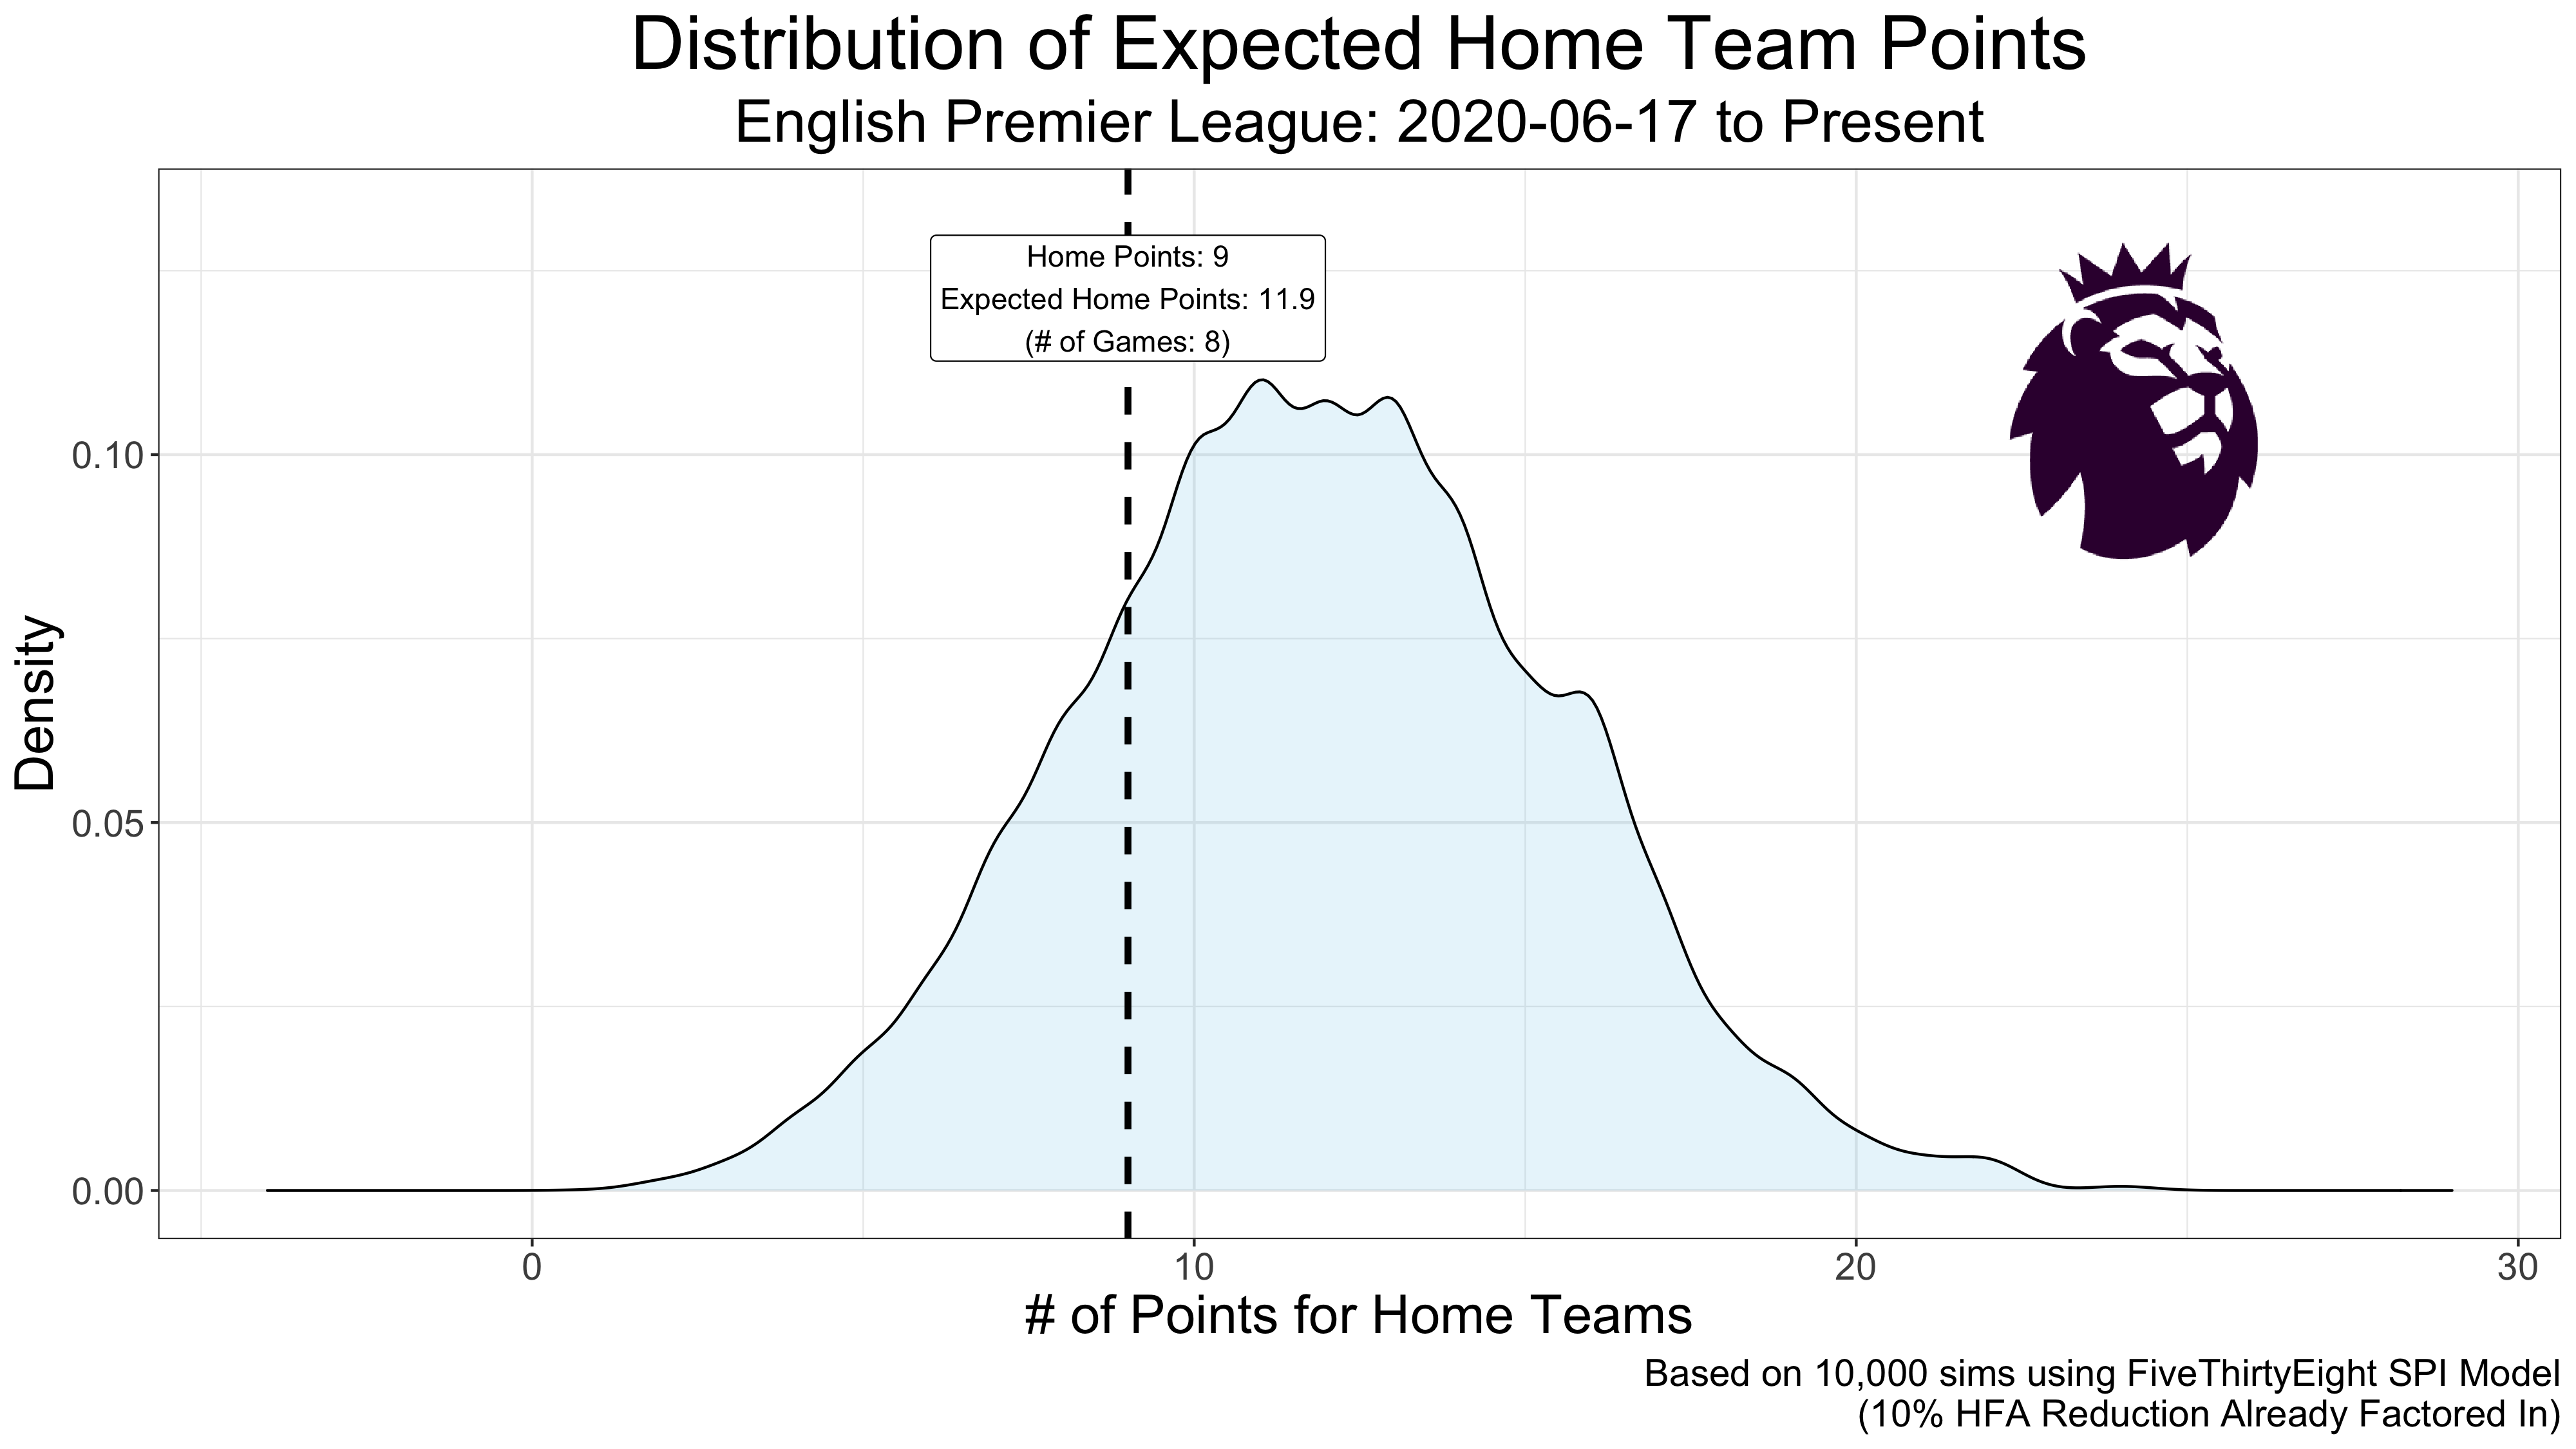 Distribution of Expected Home Team Points
English Premier League: 2020-06-17 to Present
Home Points: 9
Expected Home Points: 11.9
(# of Games: 8)
Density
0.10
0.05
0.00
0 10 20 30
# of Points for Home Teams
Based on 10,000 sims using FiveThirtyEight SPI Model
(10% HFA Reduction Already Factored In)